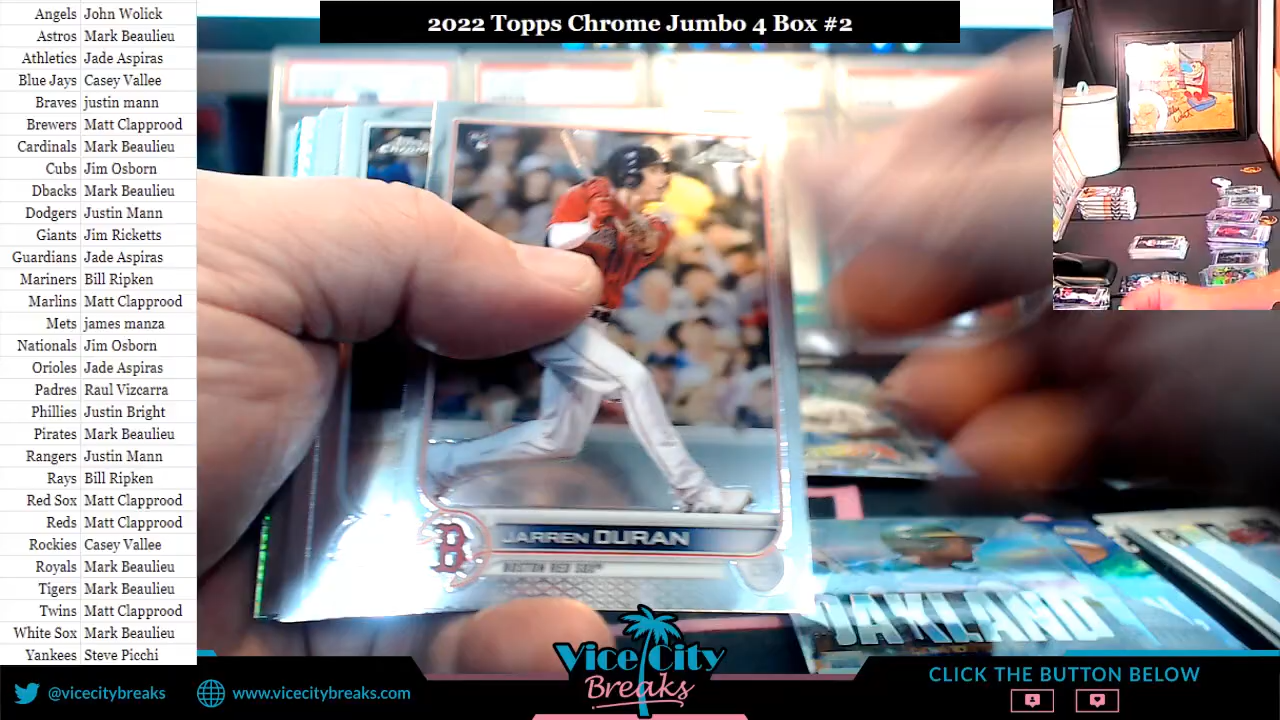 2022 Topps Chrome Jumbo 4 Box #2
Angels John Wolick
Astros Mark Beaulieu
Athletics Jade Aspiras
Blue Jays Casey Vallee
Braves justin mann
Brewers Matt Clapprood
Cardinals Mark Beaulieu
Cubs Jim Osborn
Dbacks Mark Beaulieu
Dodgers Justin Mann
Giants Jim Ricketts
Guardians Jade Aspiras
Mariners Bill Ripken
Marlins Matt Clapprood
Mets james manza
Nationals Jim Osborn
Orioles Jade Aspiras
Padres Raul Vizcarra
Phillies Justin Bright
Pirates Mark Beaulieu
Rangers Justin Mann
Rays Bill Ripken
Red Sox Matt Clapprood
Reds Matt Clapprood
Rockies Casey Vallee
Royals Mark Beaulieu
Tigers Mark Beaulieu
Twins Matt Clapprood
White Sox Mark Beaulieu
Yankees Steve Picchi
JARREN DURAN
BOSTON RED SOX
B
OAKLAND
@vicecitybreaks
www.vicecitybreaks.com
Vice City
Breaks
CLICK THE BUTTON BELOW